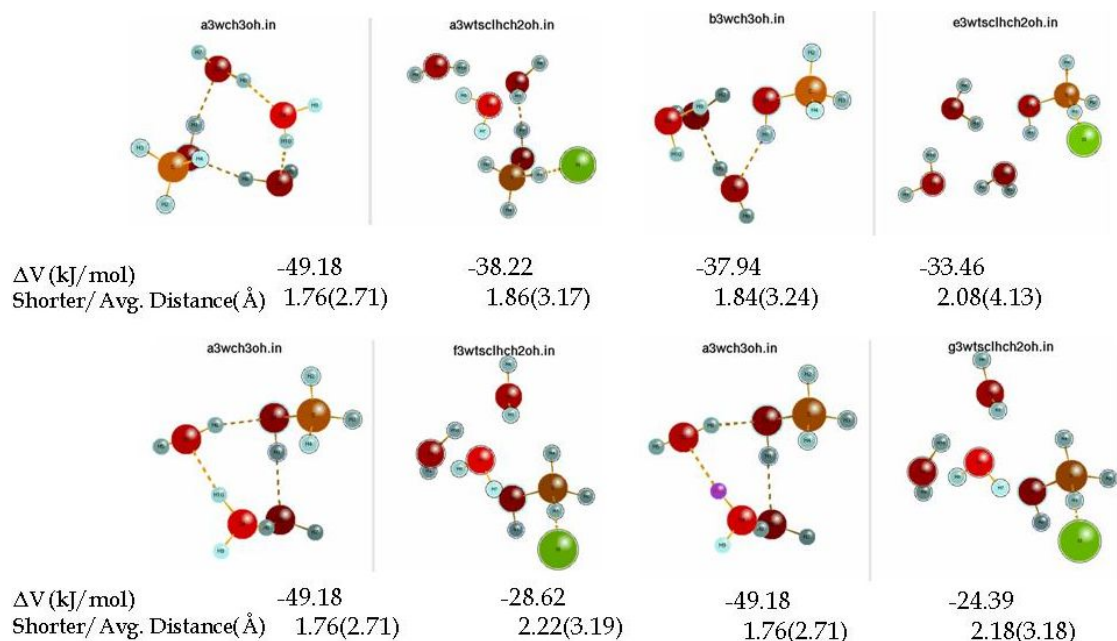 a3wch3oh.in a3wtsclhch2oh.in b3wch3oh.in e3wtsclhch2oh.in
ΔV (kJ/mol) -49.18 -38.22 -37.94 -33.46
Shorter/Avg. Distance(Å) 1.76(2.71) 1.86(3.17) 1.84(3.24) 2.08(4.13)
a3wch3oh.in f3wtsclhch2oh.in a3wch3oh.in g3wtsclhch2oh.in
ΔV (kJ/mol) -49.18 -28.62 -49.18 -24.39
Shorter/Avg. Distance(Å) 1.76(2.71) 2.22(3.19) 1.76(2.71) 2.18(3.18)